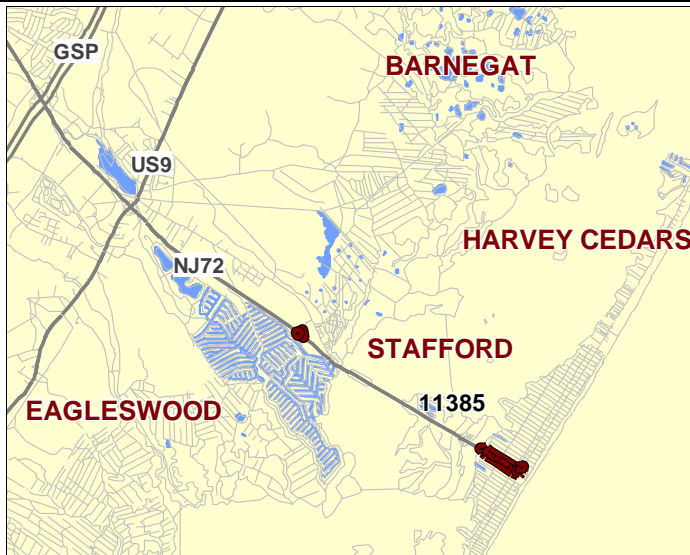 GSP
BARNEGAT
US9
HARVEY CEDARS
NJ72
STAFFORD
11385
EAGLESWOOD